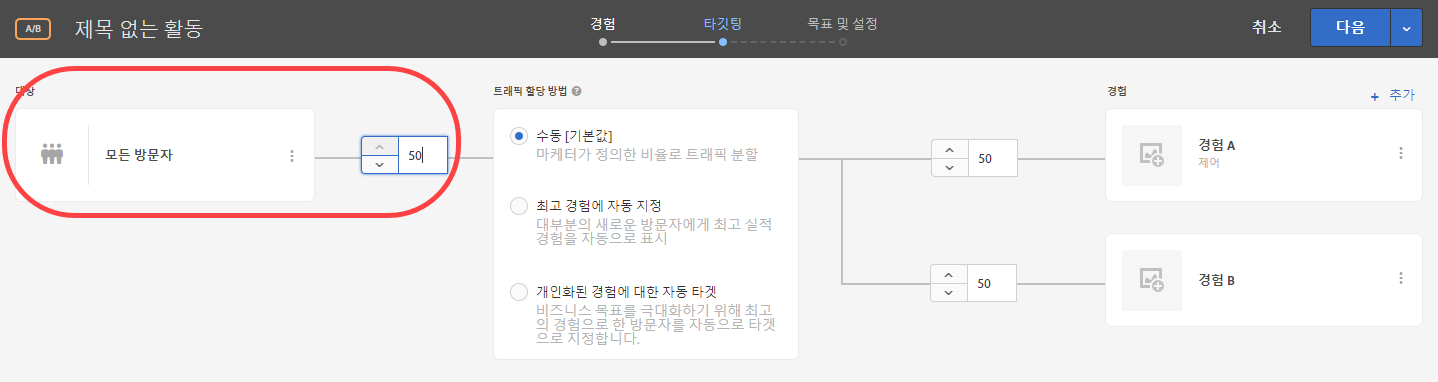 A/B
제목 없는 활동
경험
타깃팅
목표 및 설정
취소
다음
대상
모든 방문자
50
트래픽 할당 방법
?
수동 [기본값]
마케터가 정의한 비율로 트래픽 분할
최고 경험에 자동 지정
대부분의 새로운 방문자에게 최고 실적
경험을 자동으로 표시
개인화된 경험에 대한 자동 타겟
비즈니스 목표를 극대화하기 위해 최고
의 경험으로 한 방문자를 자동으로 타겟
으로 지정합니다.
50
50
경험
+ 추가
경험 A
제어
경험 B